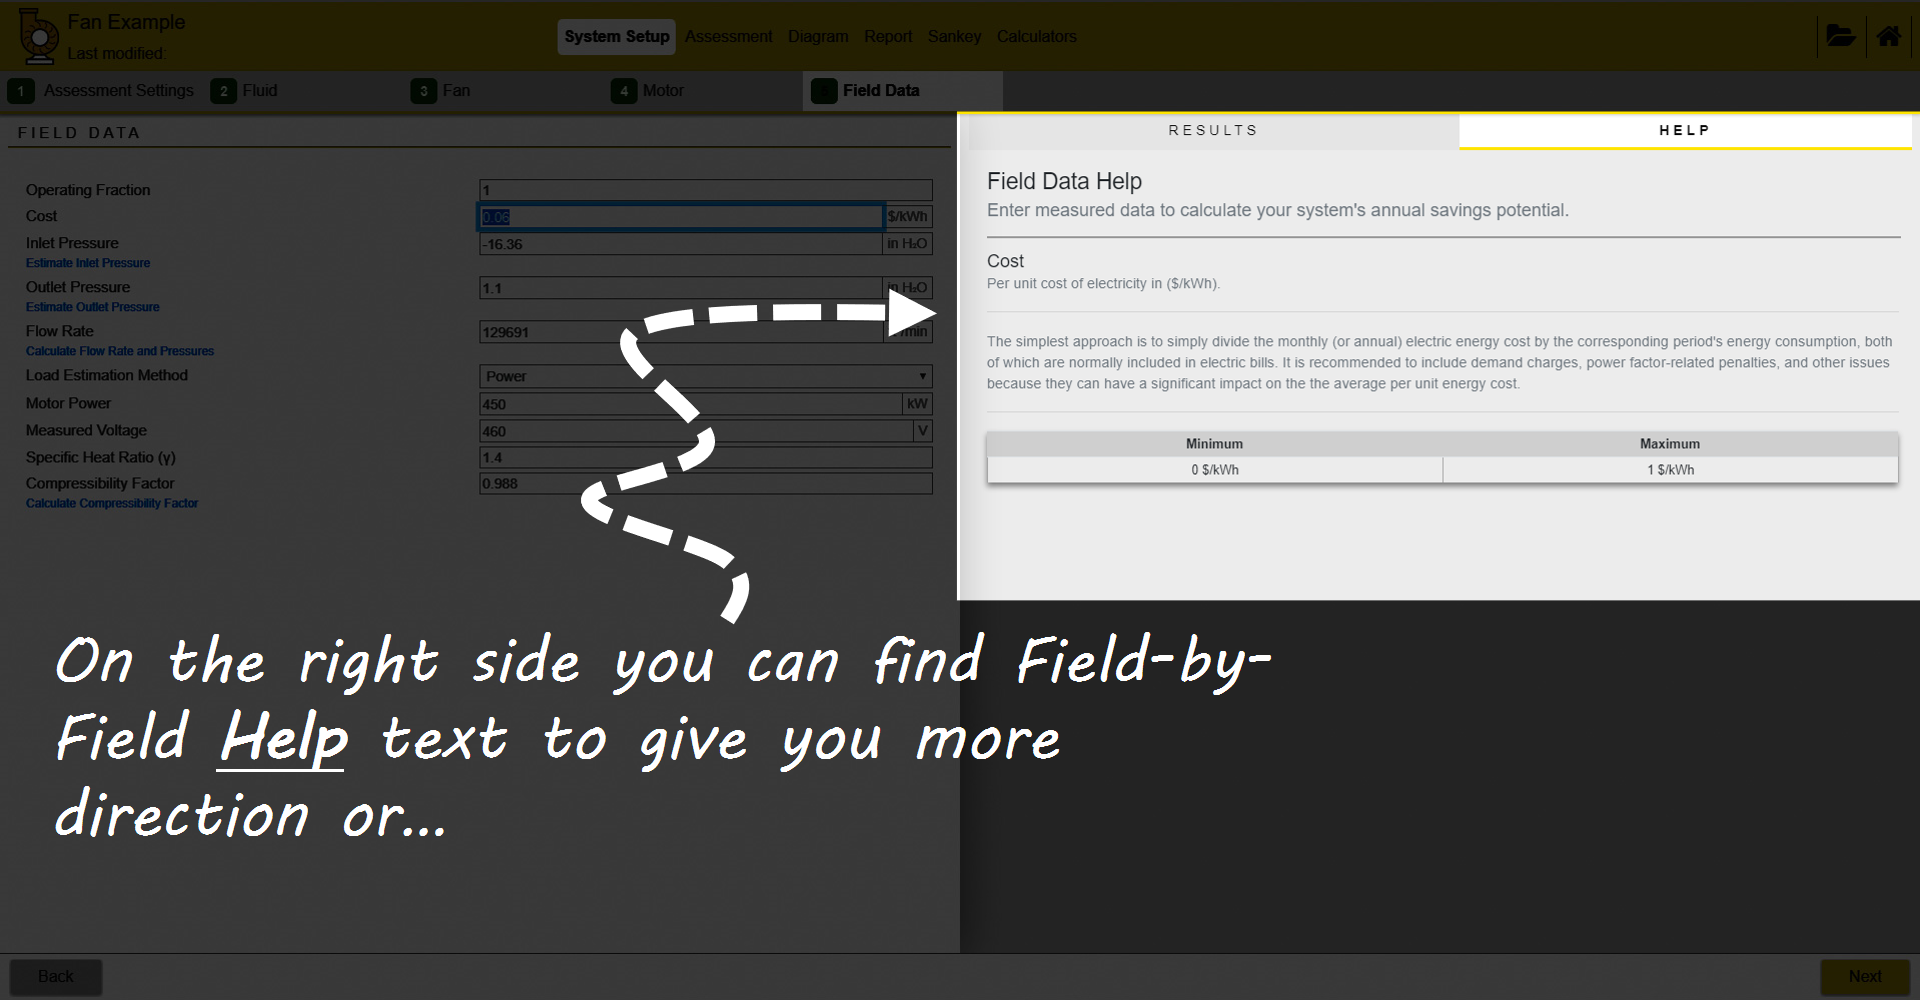 Fan Example
Last modified:
System Setup Assessment Diagram Report Sankey Calculators
1 Assessment Settings 2 Fluid 3 Fan 4 Motor Field Data
FIELD DATA
Operating Fraction 1
Cost 0.06 $/kWh
Inlet Pressure -16.36 in H₂O
Estimate Inlet Pressure
Outlet Pressure 1.1 in H₂O
Estimate Outlet Pressure
Flow Rate 129691 /min
Calculate Flow Rate and Pressures
Load Estimation Method Power
Motor Power 450 kW
Measured Voltage 460 V
Specific Heat Ratio (γ) 1.4
Compressibility Factor 0.988
Calculate Compressibility Factor
RESULTS HELP
Field Data Help
Enter measured data to calculate your system's annual savings potential.
Cost
Per unit cost of electricity in ($/kWh).
The simplest approach is to simply divide the monthly (or annual) electric energy cost by the corresponding period's energy consumption, both
of which are normally included in electric bills. It is recommended to include demand charges, power factor-related penalties, and other issues
because they can have a significant impact on the the average per unit energy cost.
Minimum Maximum
0 $/kWh 1 $/kWh
On the right side you can find Field-by-
Field Help text to give you more
direction or...
Back Next